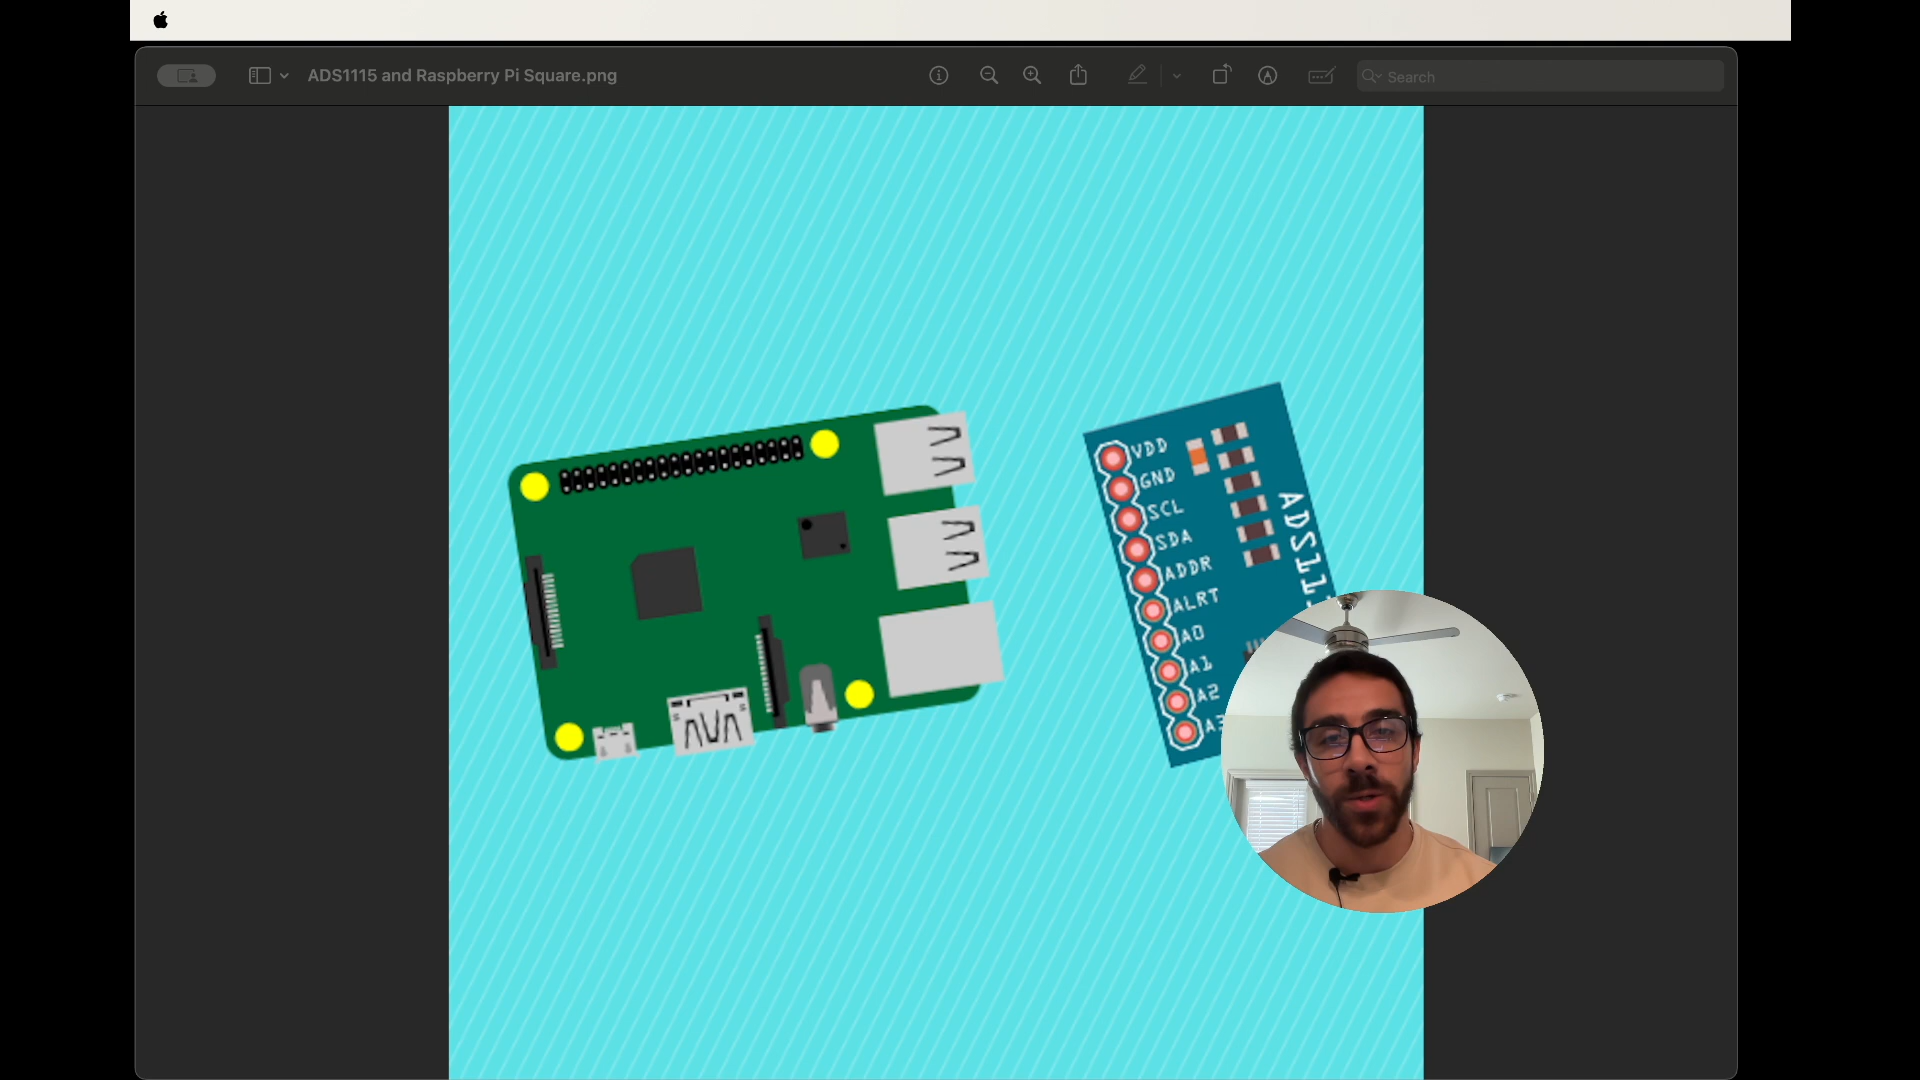 ADS1115 and Raspberry Pi Square.png
Search
VDD
GND
SCL
SDA
ADDR
ALRT
A0
A1
A2